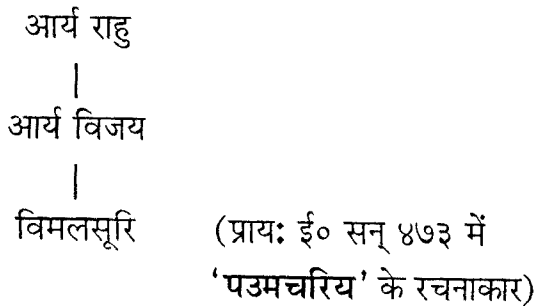 आर्य राहु
|
आर्य विजय
|
विमलसूरि (प्रायः ई० सन् ४७३ में
'पउमचरिय' के रचनाकार)